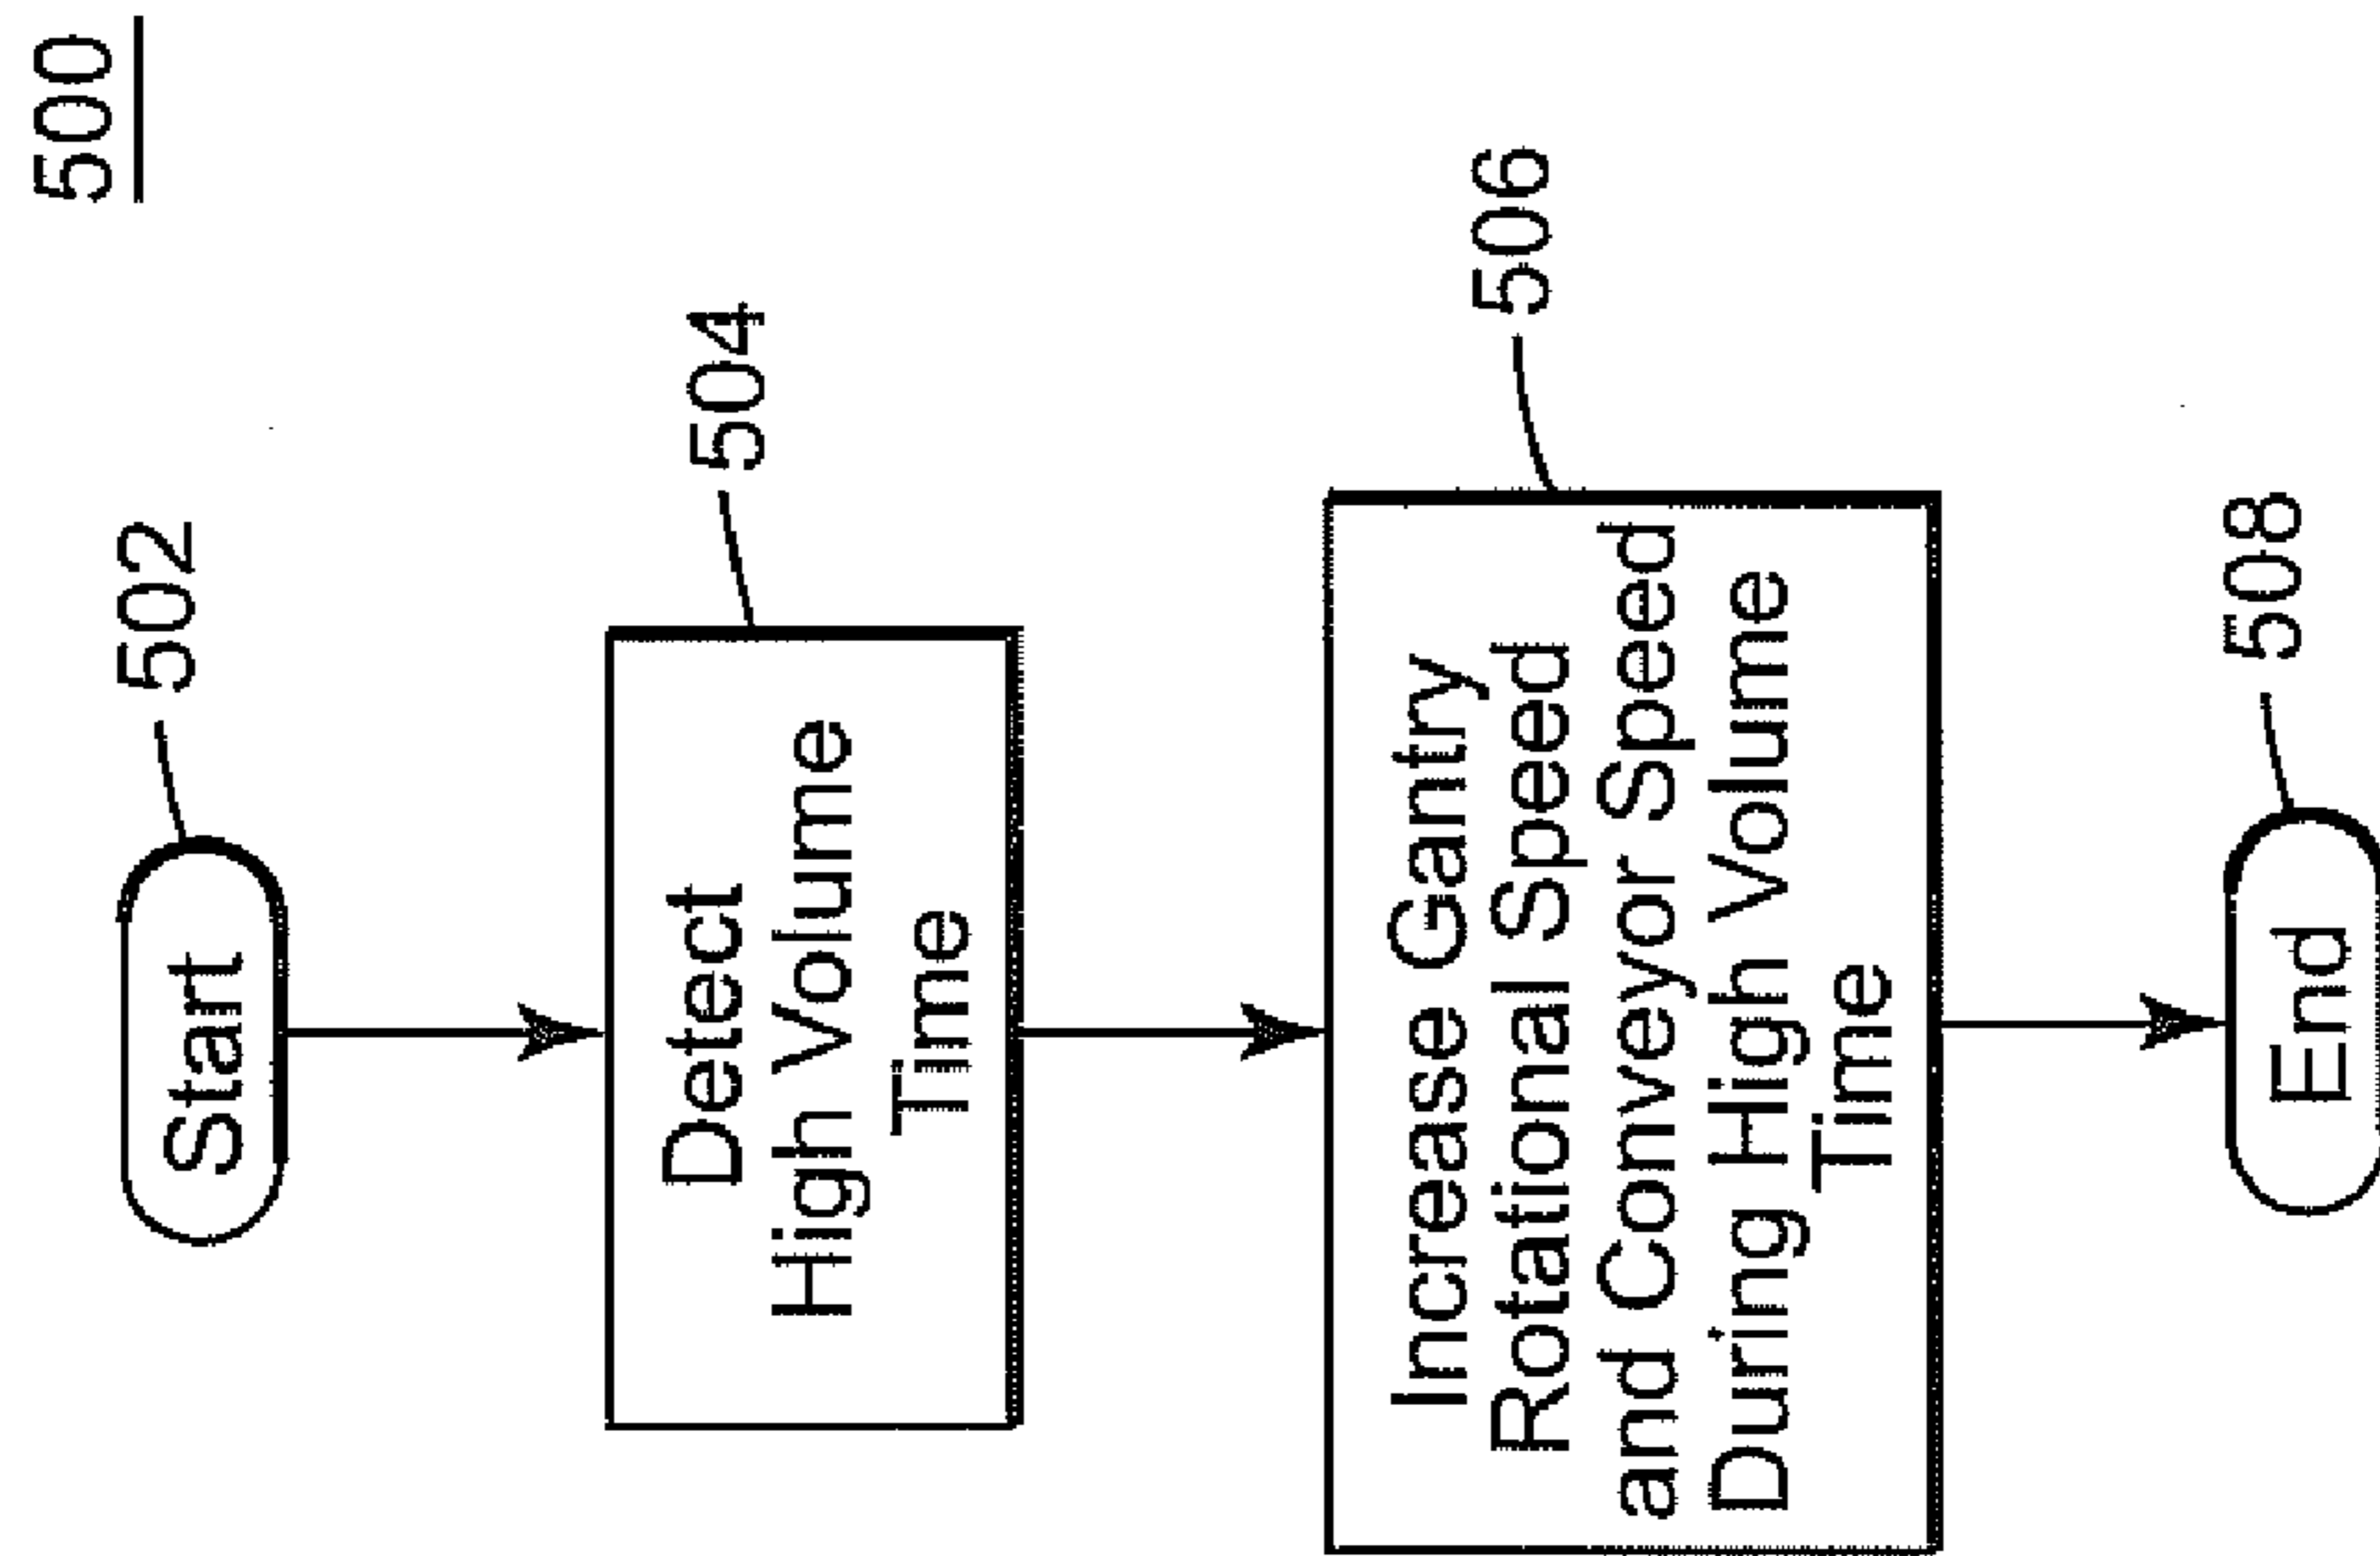 500
502
Start
504
Detect
High Volume
Time
506
Increase Gantry
Rotational Speed
and Conveyor Speed
During High Volume
Time
508
End